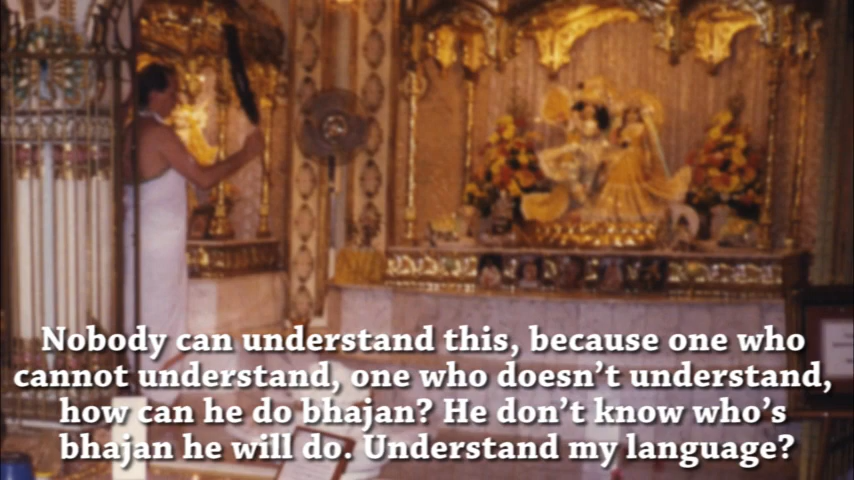 Nobody can understand this, because one who
cannot understand, one who doesn't understand,
how can he do bhajan? He don't know who's
bhajan he will do. Understand my language?